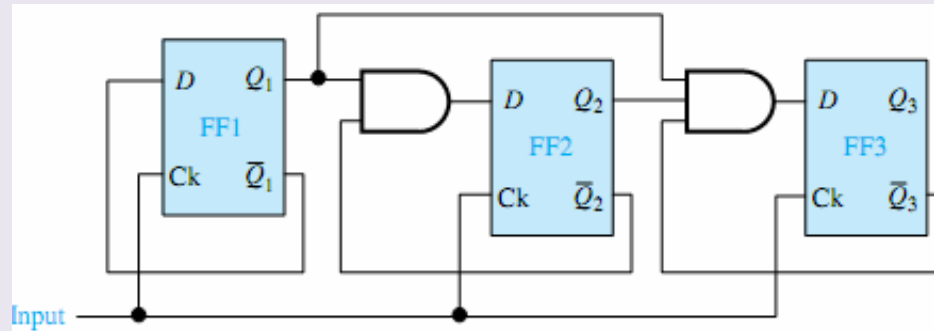 D Q₁
FF1
Ck Q̅₁
D Q₂
FF2
Ck Q̅₂
D Q₃
FF3
Ck Q̅₃
Input